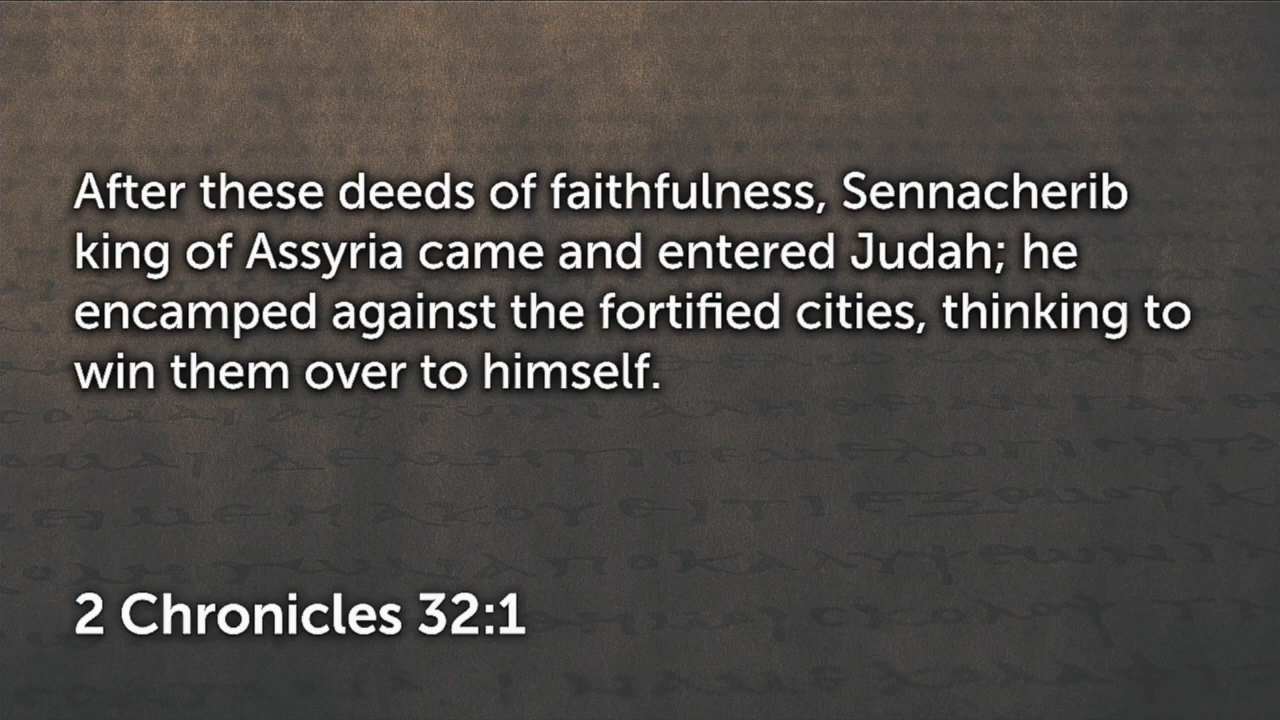 After these deeds of faithfulness, Sennacherib
king of Assyria came and entered Judah; he
encamped against the fortified cities, thinking to
win them over to himself.
2 Chronicles 32:1